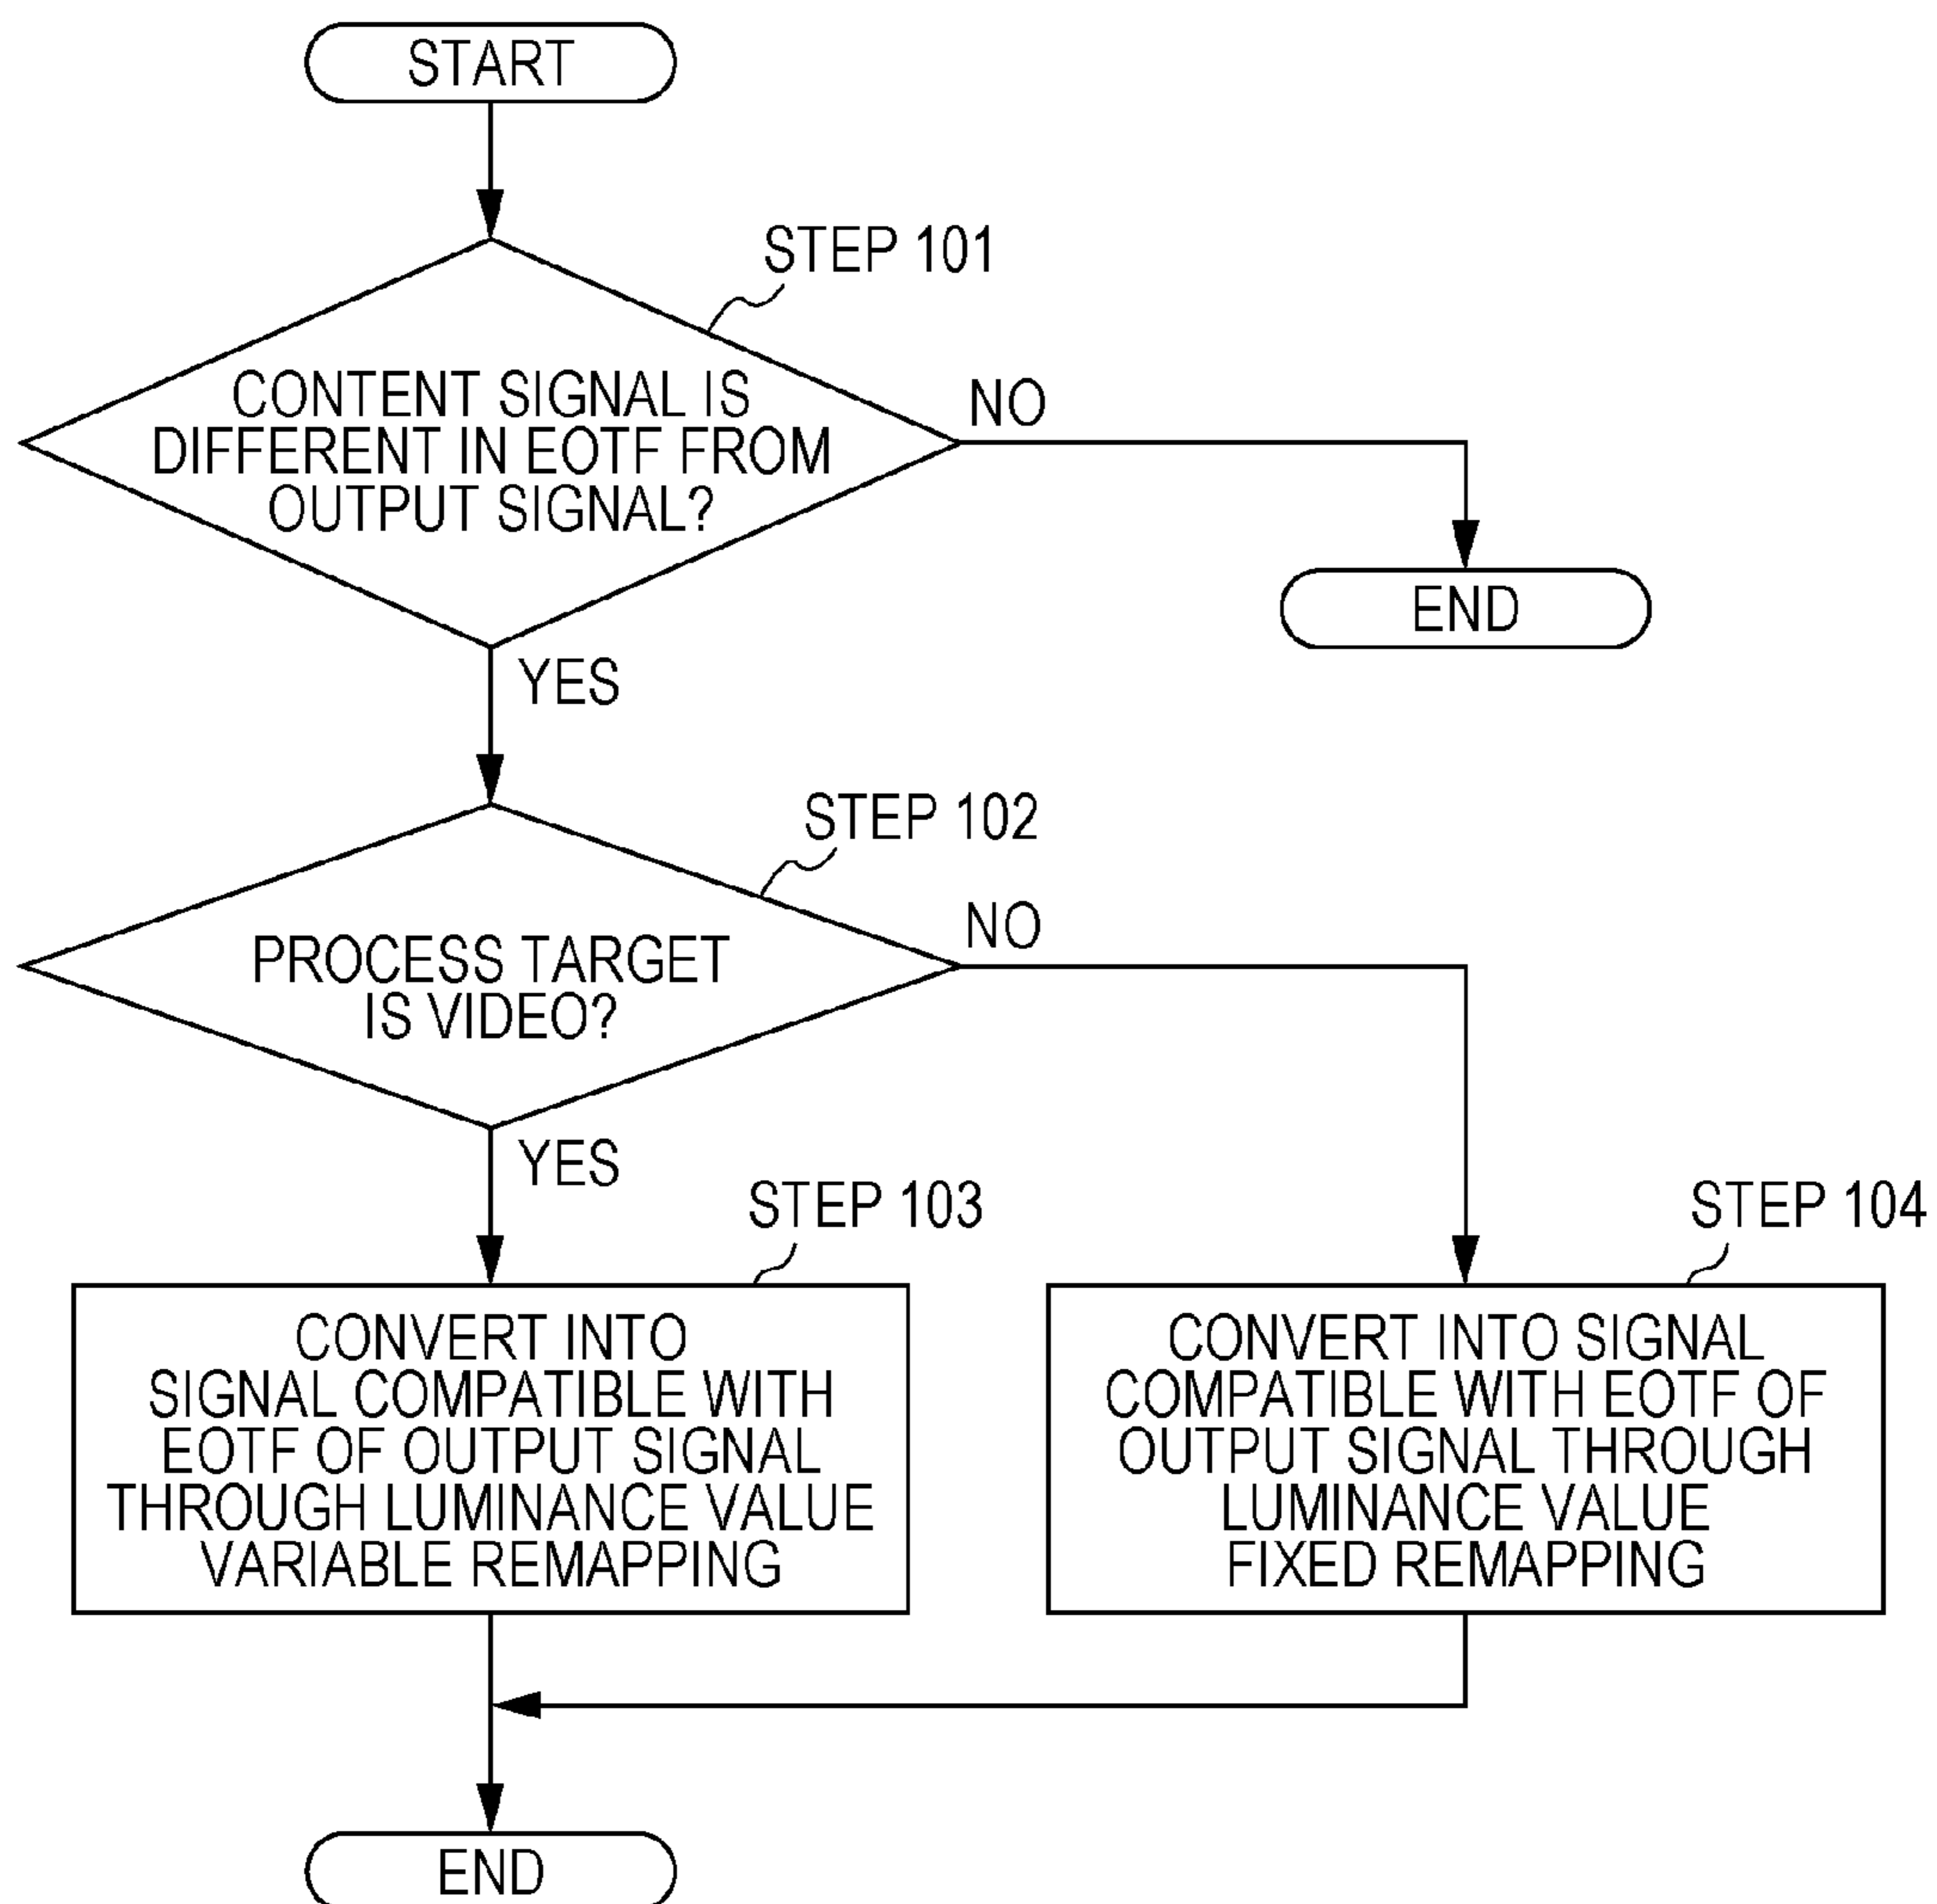 START
STEP 101
CONTENT SIGNAL IS
DIFFERENT IN EOTF FROM
OUTPUT SIGNAL?
NO
END
YES
STEP 102
PROCESS TARGET
IS VIDEO?
NO
YES
STEP 103
CONVERT INTO
SIGNAL COMPATIBLE WITH
EOTF OF OUTPUT SIGNAL
THROUGH LUMINANCE VALUE
VARIABLE REMAPPING
STEP 104
CONVERT INTO SIGNAL
COMPATIBLE WITH EOTF OF
OUTPUT SIGNAL THROUGH
LUMINANCE VALUE
FIXED REMAPPING
END